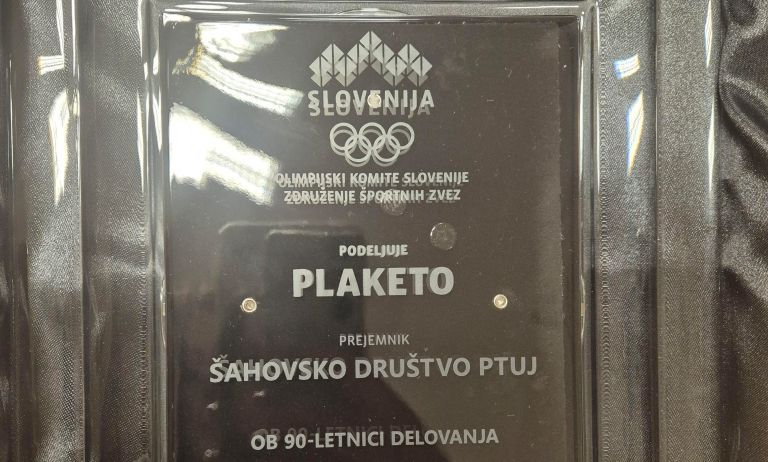 SLOVENIJA
OLIMPIJSKI KOMITE SLOVENIJE
ZDRUŽENJE ŠPORTNIH ZVEZ
PODELJUJE
PLAKETO
PREJEMNIK
ŠAHOVSKO DRUŠTVO PTUJ
OB 90-LETNICI DELOVANJA